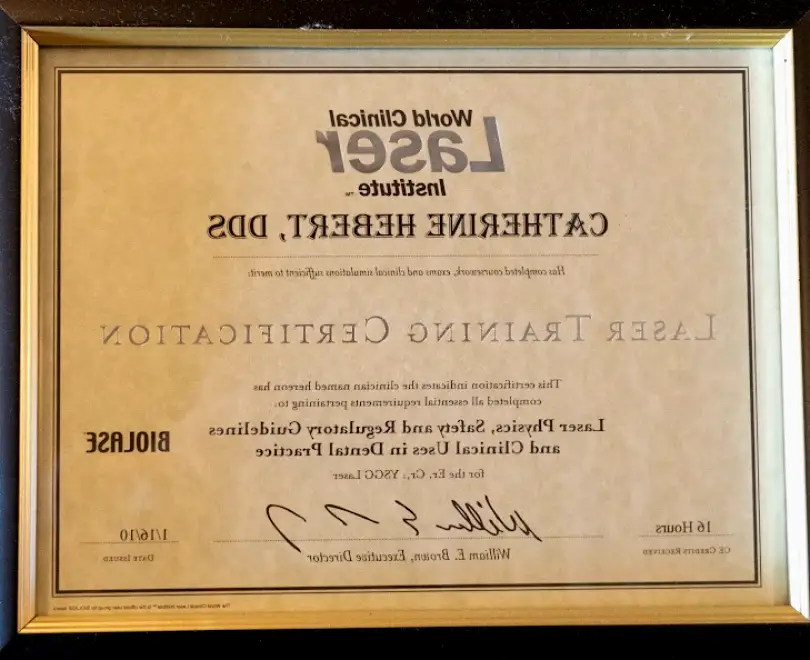 World Clinical
Laser
Institute™
CATHERINE HEBERT, DDS
Has completed coursework, exams and clinical simulations sufficient to merit:
LASER TRAINING CERTIFICATION
This certification indicates the clinician named hereon has
completed all essential requirements pertaining to:
Laser Physics, Safety and Regulatory Guidelines
and Clinical Uses in Dental Practice
for the Er, Cr,: YSGG Laser
BIOLASE
16 Hours
CE CREDITS RECEIVED
William E. Brown, Executive Director
1/16/10
DATE ISSUED